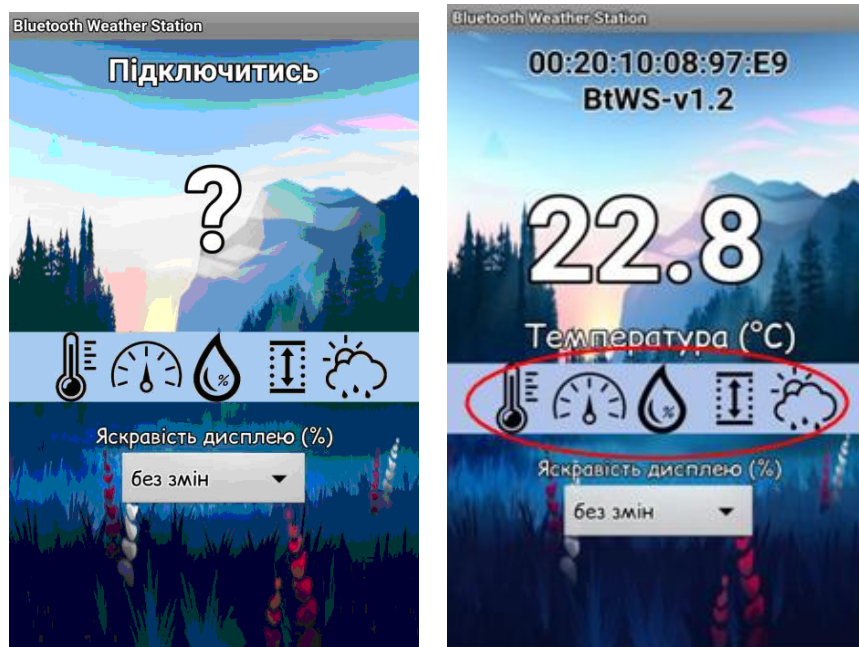 Bluetooth Weather Station
Підключитись
?
%
Яскравість дисплею (%)
без змін
Bluetooth Weather Station
00:20:10:08:97:E9
BtWS-v1.2
22.8
Температура (°C)
%
Яскравість дисплею (%)
без змін